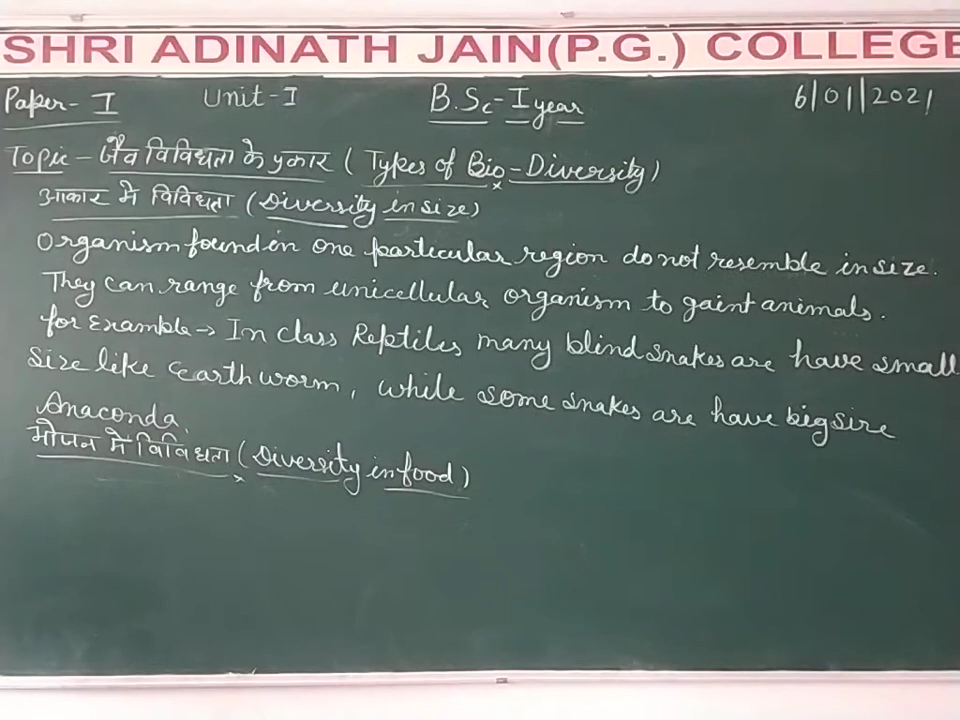 SHRI ADINATH JAIN(P.G.) COLLEGE
Paper- I Unit-I B.Sc-I year 6/01/2021
Topic - जैव विविधता के प्रकार ( Types of Bio-Diversity)
आकार मे विविधता (Diversity in size)
Organism found in one particular region do not resemble in size.
They can range from unicellular organism to gaint animals.
for Example → In class Reptiles many blind snakes are have small
size like Earth worm, while some snakes are have big size
Anaconda.
भोजन मे विविधता (Diversity in food)